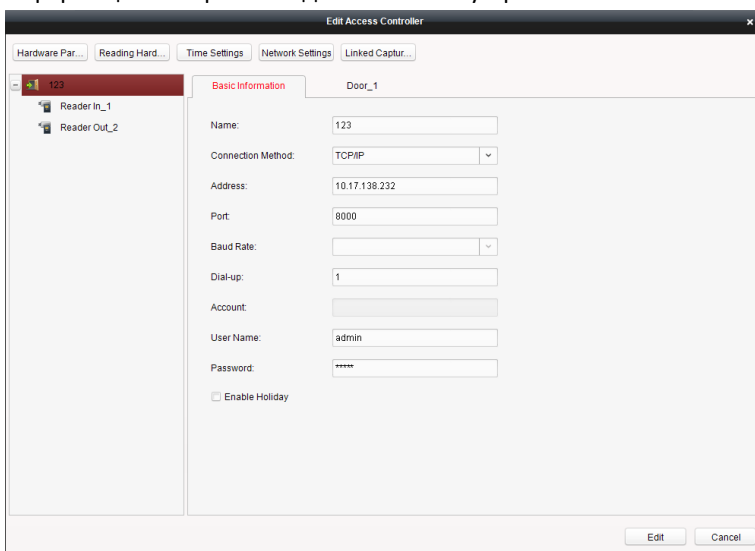 Edit Access Controller ×
Hardware Par... Reading Hard... Time Settings Network Settings Linked Captur...
123
Reader In_1
Reader Out_2
Basic Information Door_1
Name: 123
Connection Method: TCP/IP
Address: 10.17.138.232
Port: 8000
Baud Rate:
Dial-up: 1
Account:
User Name: admin
Password: *****
Enable Holiday
Edit Cancel